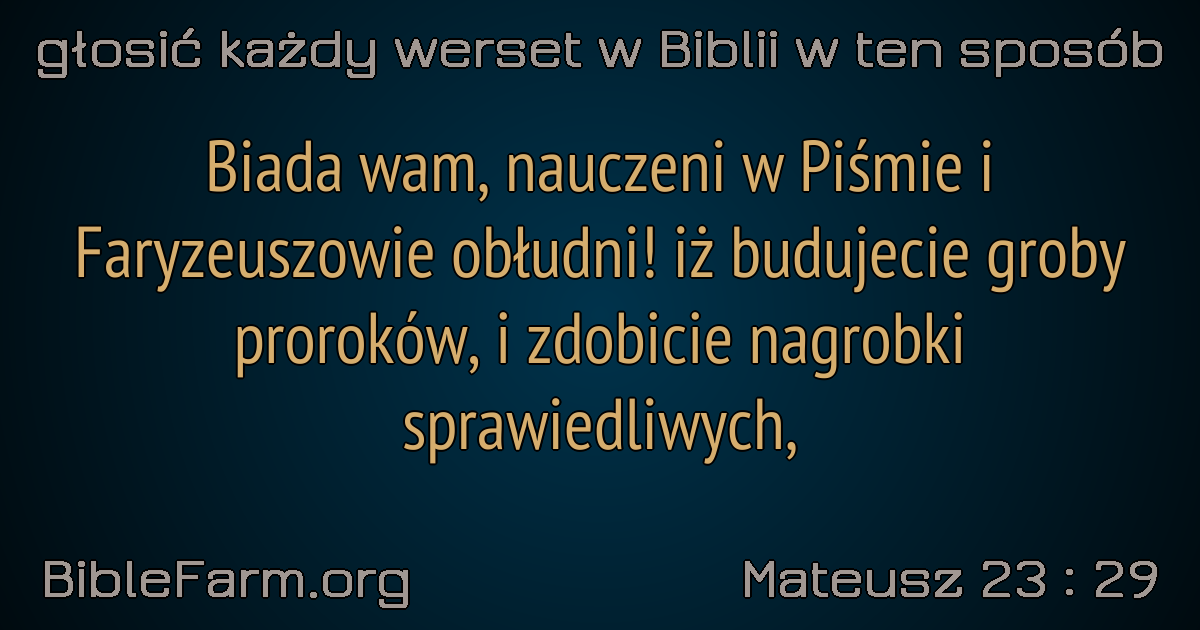 głosić każdy werset w Biblii w ten sposób
Biada wam, nauczeni w Piśmie i
Faryzeuszowie obłudni! iż budujecie groby
proroków, i zdobicie nagrobki
sprawiedliwych,
BibleFarm.org
Mateusz 23 : 29